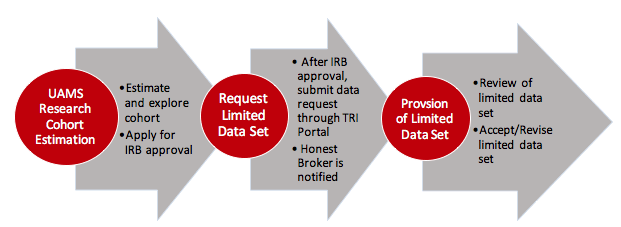 UAMS
Research
Cohort
Estimation
• Estimate
and explore
cohort
• Apply for
IRB approval
Request
Limited
Data Set
• After IRB
approval,
submit data
request
through TRI
Portal
• Honest
Broker is
notified
Provsion
of Limited
Data Set
• Review of
limited data
set
• Accept/Revise
limited data
set